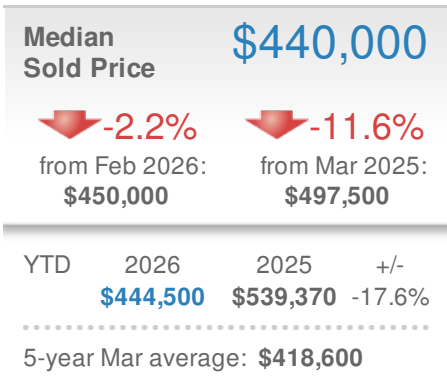 Median
Sold Price
$440,000
-2.2%
-11.6%
from Feb 2026:
from Mar 2025:
$450,000
$497,500
YTD 2026 2025 +/-
$444,500 $539,370 -17.6%
5-year Mar average: $418,600